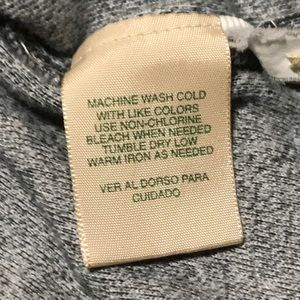 MACHINE WASH COLD
WITH LIKE COLORS
USE NON-CHLORINE
BLEACH WHEN NEEDED
TUMBLE DRY LOW
WARM IRON AS NEEDED
VER AL DORSO PARA
CUIDADO